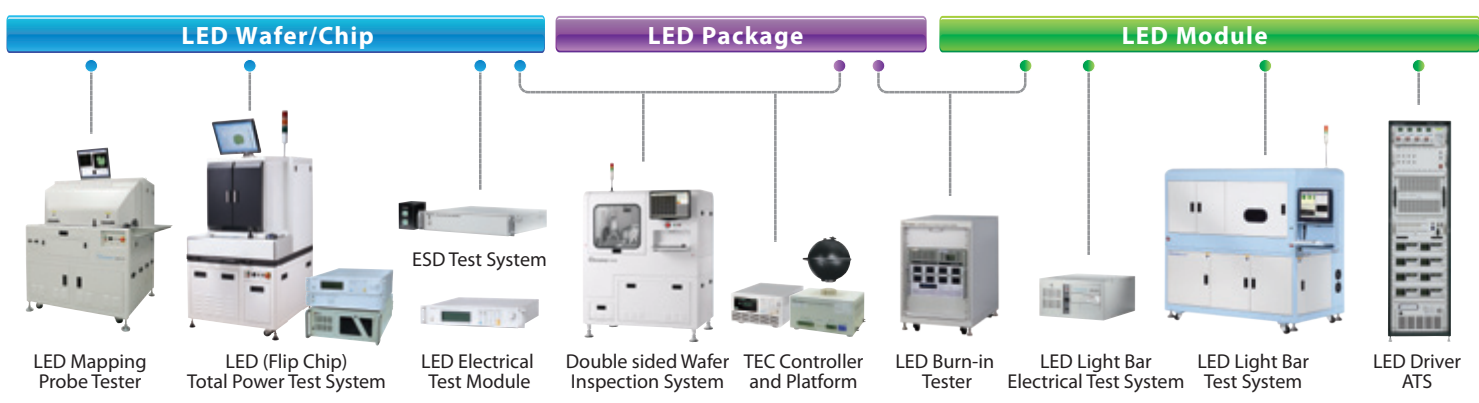 LED Wafer/Chip
LED Package
LED Module
ESD Test System
LED Mapping
Probe Tester
LED (Flip Chip)
Total Power Test System
LED Electrical
Test Module
Double sided Wafer
Inspection System
TEC Controller
and Platform
LED Burn-in
Tester
LED Light Bar
Electrical Test System
LED Light Bar
Test System
LED Driver
ATS